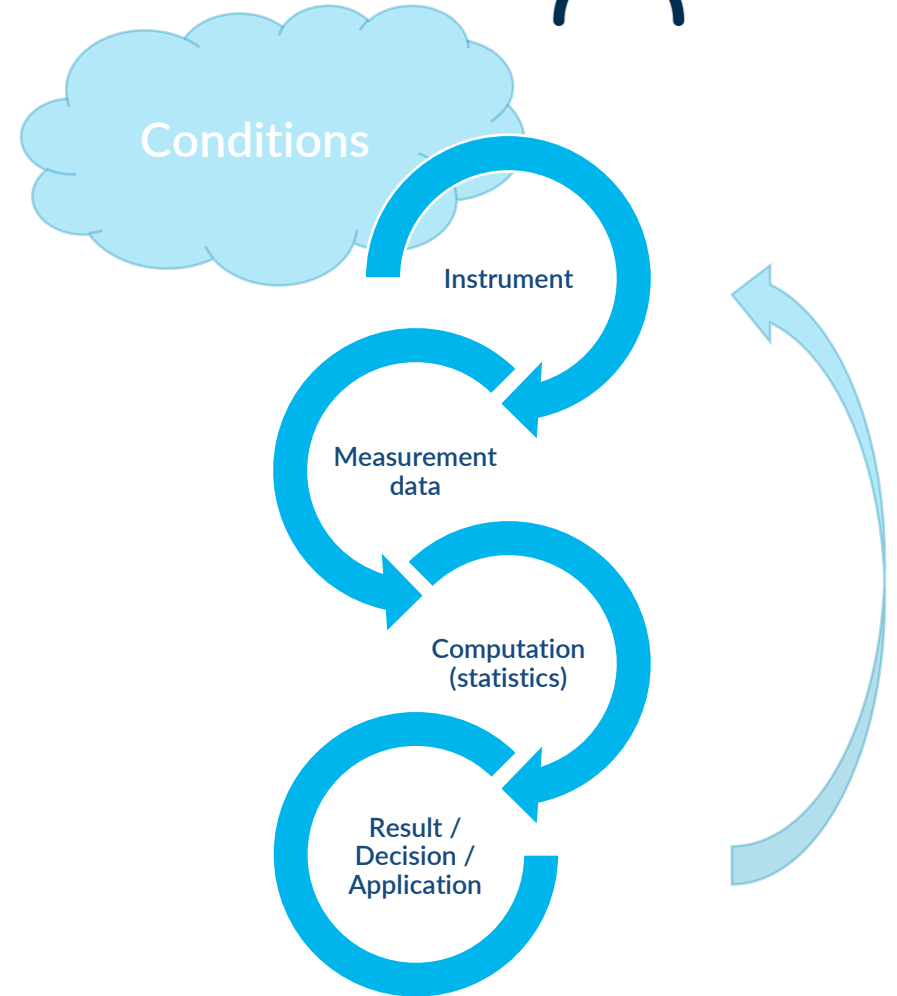 Conditions
Instrument
Measurement
data
Computation
(statistics)
Result /
Decision /
Application